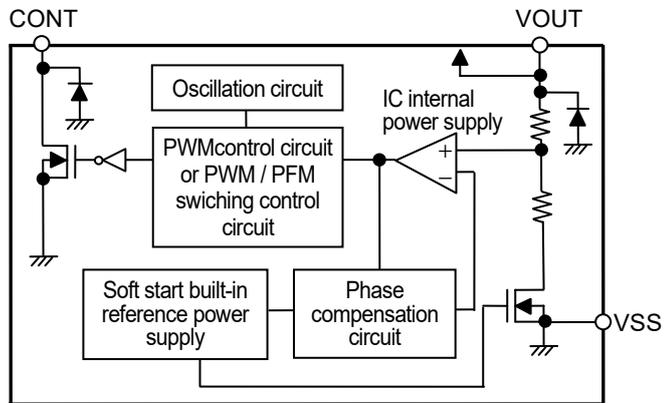 CONT
VOUT
Oscillation circuit
IC internal
power supply
PWMcontrol circuit
or PWM / PFM
swiching control
circuit
+
−
Soft start built-in
reference power
supply
Phase
compensation
circuit
VSS